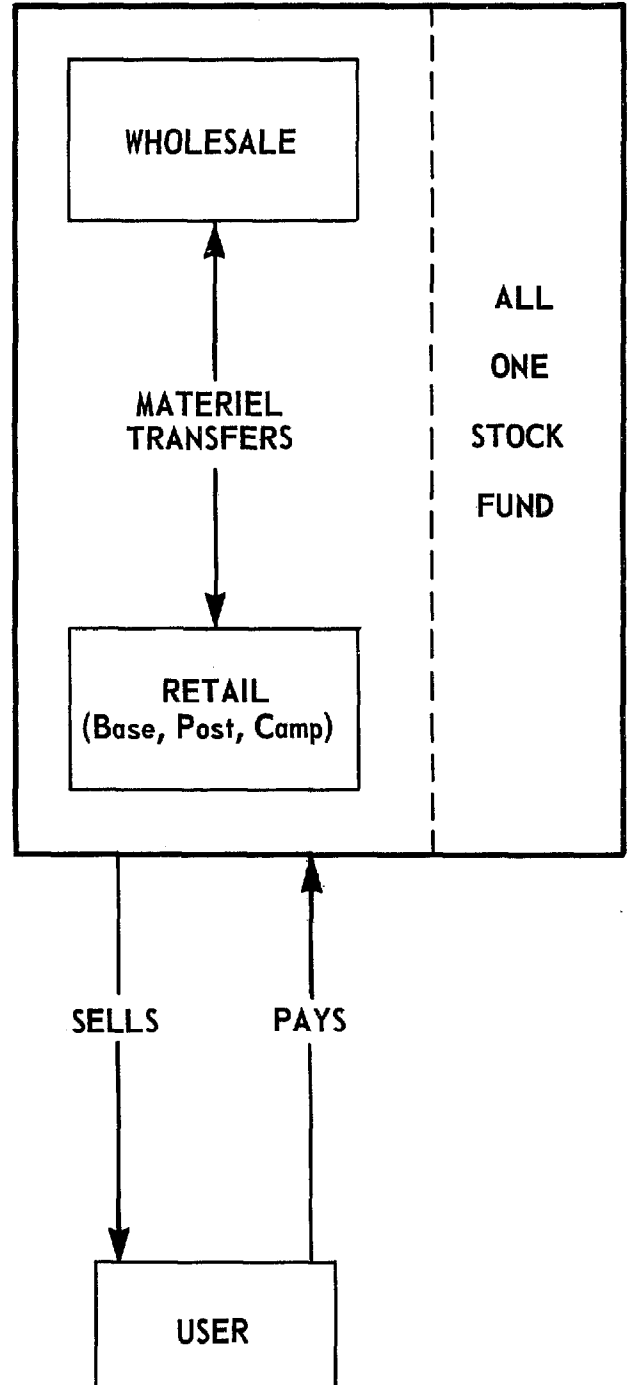 WHOLESALE
MATERIEL
TRANSFERS
RETAIL
(Base, Post, Camp)
ALL
ONE
STOCK
FUND
SELLS
PAYS
USER